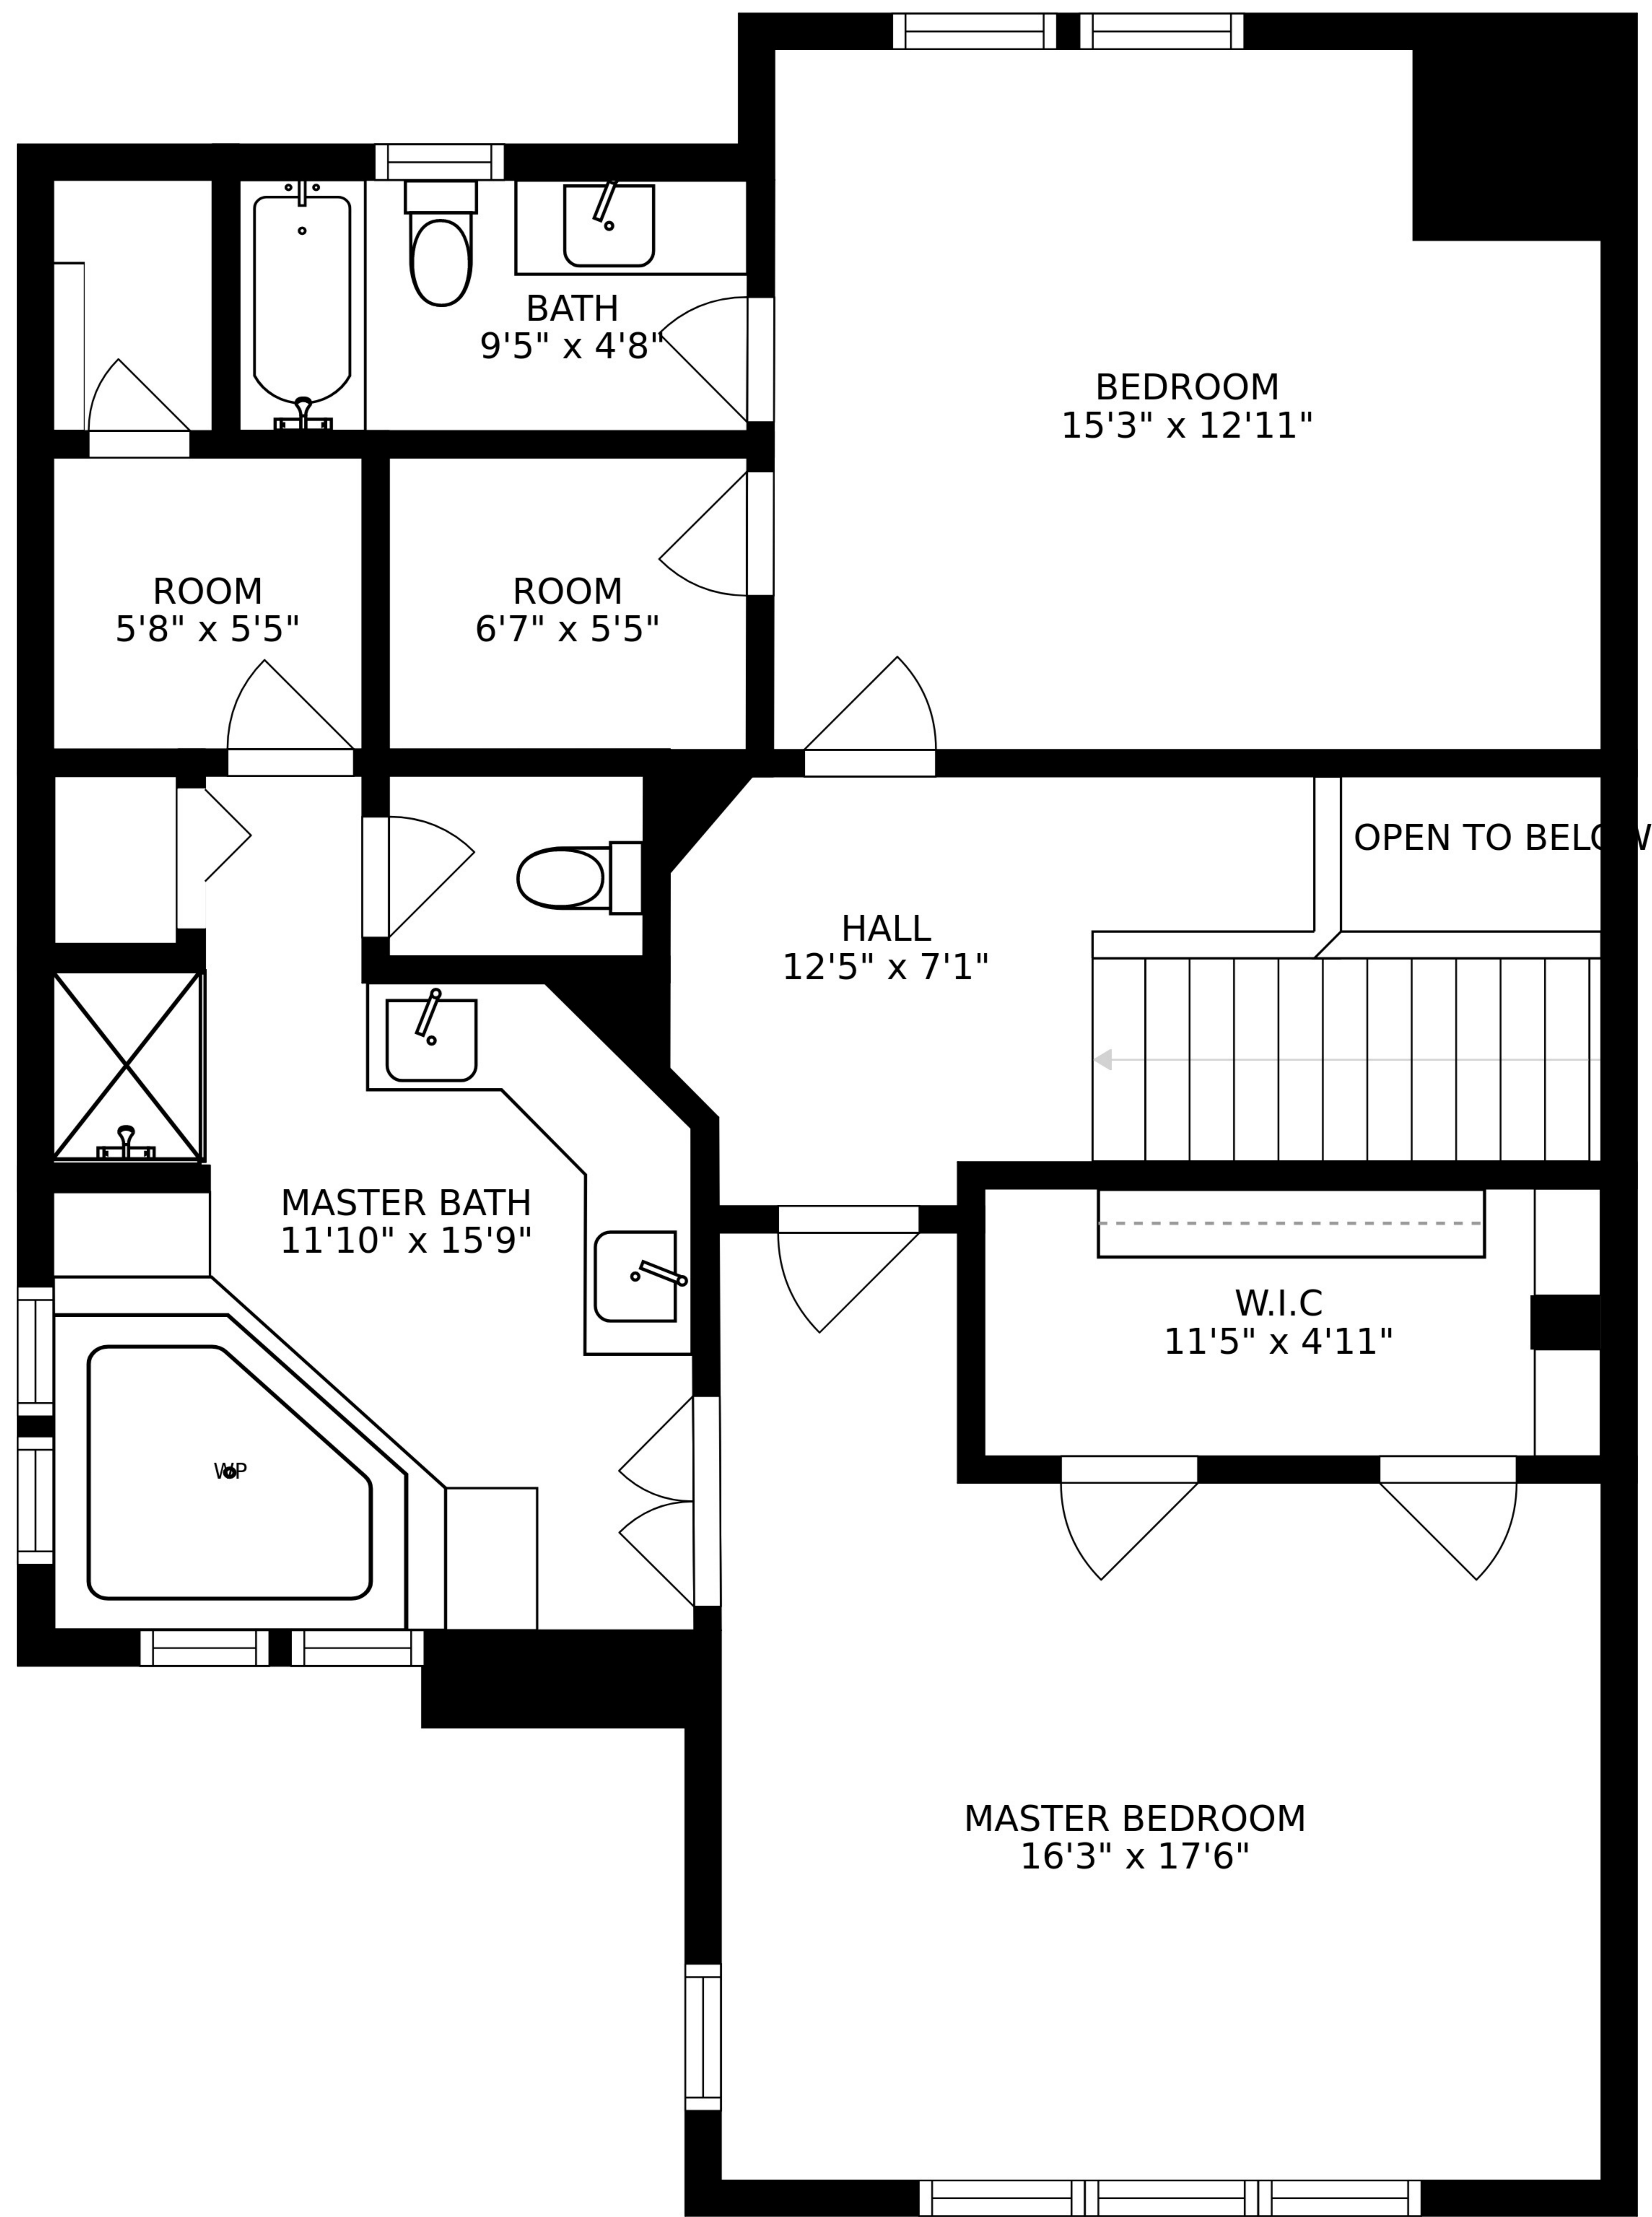 BATH
9'5" x 4'8"
BEDROOM
15'3" x 12'11"
ROOM
5'8" x 5'5"
ROOM
6'7" x 5'5"
OPEN TO BELOW
HALL
12'5" x 7'1"
MASTER BATH
11'10" x 15'9"
W.I.C
11'5" x 4'11"
WP
MASTER BEDROOM
16'3" x 17'6"